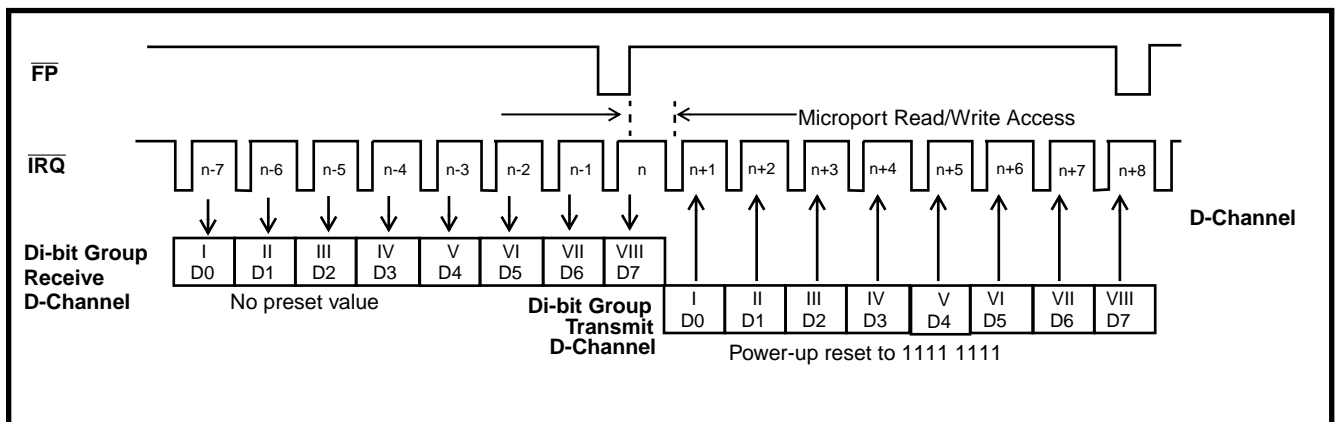 FP
Microport Read/Write Access
IRQ
n-7 n-6 n-5 n-4 n-3 n-2 n-1 n n+1 n+2 n+3 n+4 n+5 n+6 n+7 n+8
D-Channel
Di-bit Group
Receive
D-Channel
I II III IV V VI VII VIII
D0 D1 D2 D3 D4 D5 D6 D7
No preset value
Di-bit Group
Transmit
D-Channel
I II III IV V VI VII VIII
D0 D1 D2 D3 D4 D5 D6 D7
Power-up reset to 1111 1111